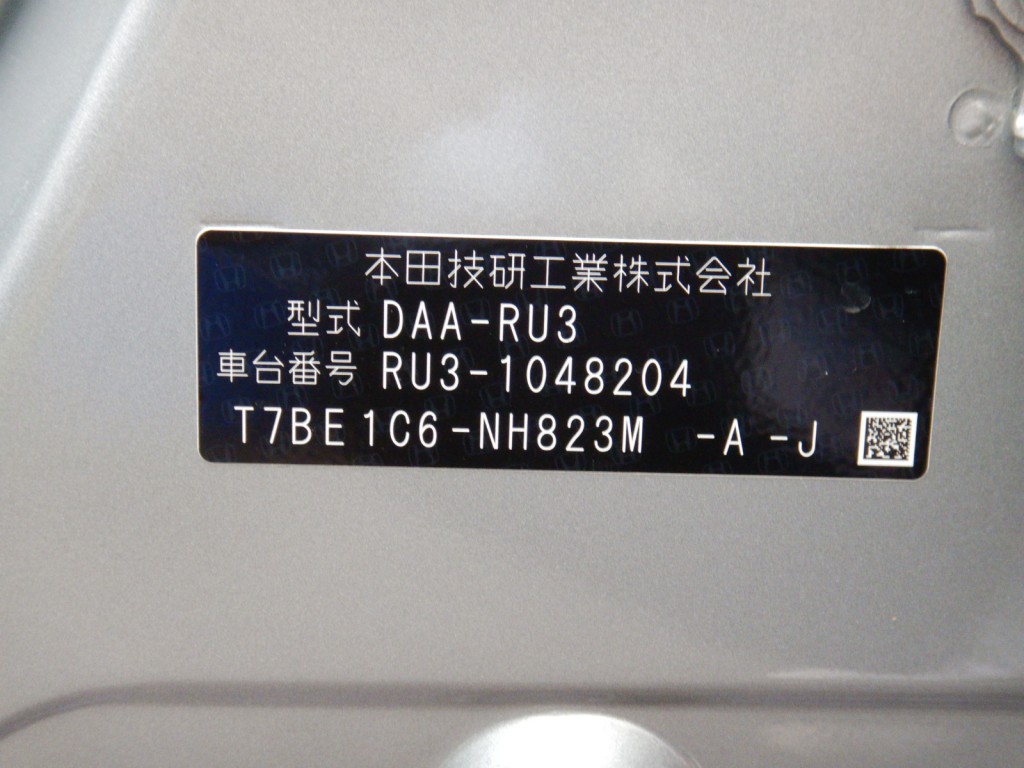 本田技研工業株式会社
型式 DAA-RU3
車台番号 RU3-1048204
T7BE1C6-NH823M -A -J